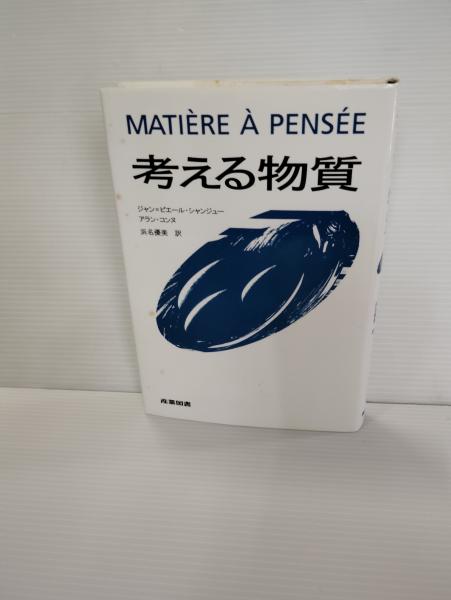 MATIÈRE À PENSÉE
考える物質
ジャン=ピエール・シャンジュー
アラン・コンヌ
浜名優美 訳
産業図書